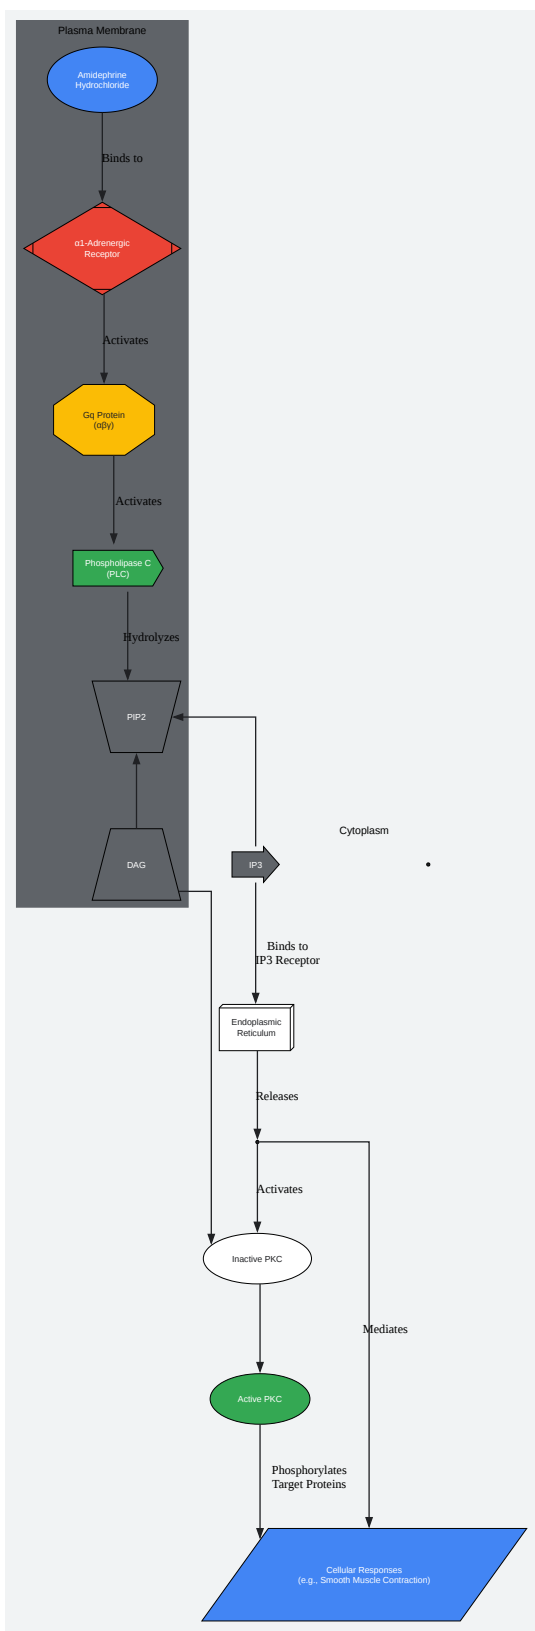 Plasma Membrane
Amidephrine
Hydrochloride
Binds to
α1-Adrenergic
Receptor
Activates
Gq Protein
(αβγ)
Activates
Phospholipase C
(PLC)
Hydrolyzes
PIP2
Cytoplasm
DAG
IP3
Binds to
IP3 Receptor
Endoplasmic
Reticulum
Releases
Activates
Inactive PKC
Mediates
Active PKC
Phosphorylates
Target Proteins
Cellular Responses
(e.g., Smooth Muscle Contraction)